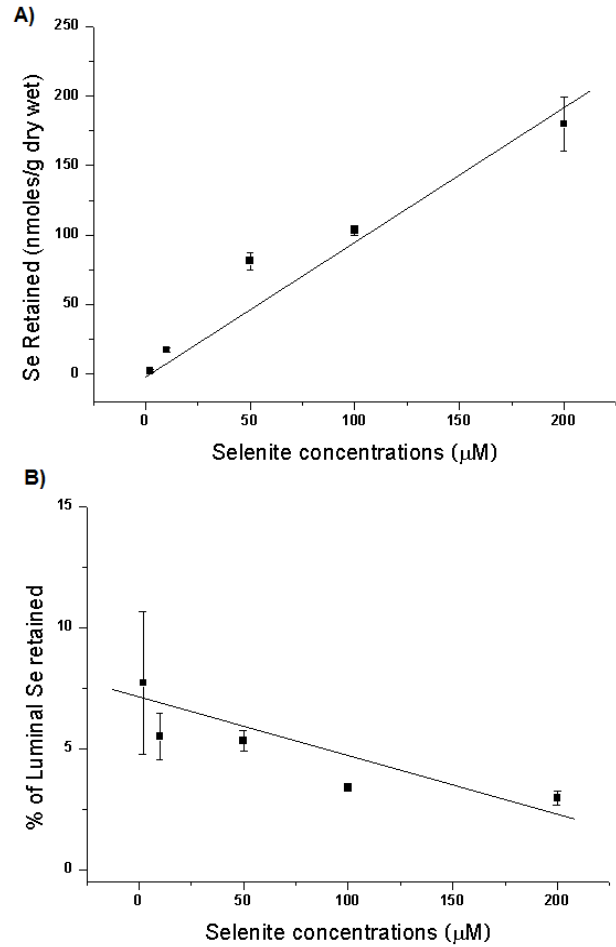 A)
250
200
150
100
50
0
Se Retained (nmoles/g dry wet)
0 50 100 150 200
Selenite concentrations (μM)
B)
15
10
5
0
% of Luminal Se retained
0 50 100 150 200
Selenite concentrations (μM)